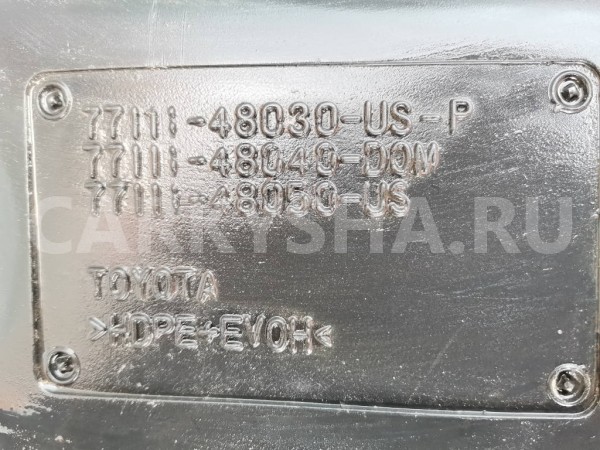 77111-48030-US-P
77111-48040-DOM
77111-48050-US
CARKYSHA.RU
TOYOTA
>HDPE+EVOH<